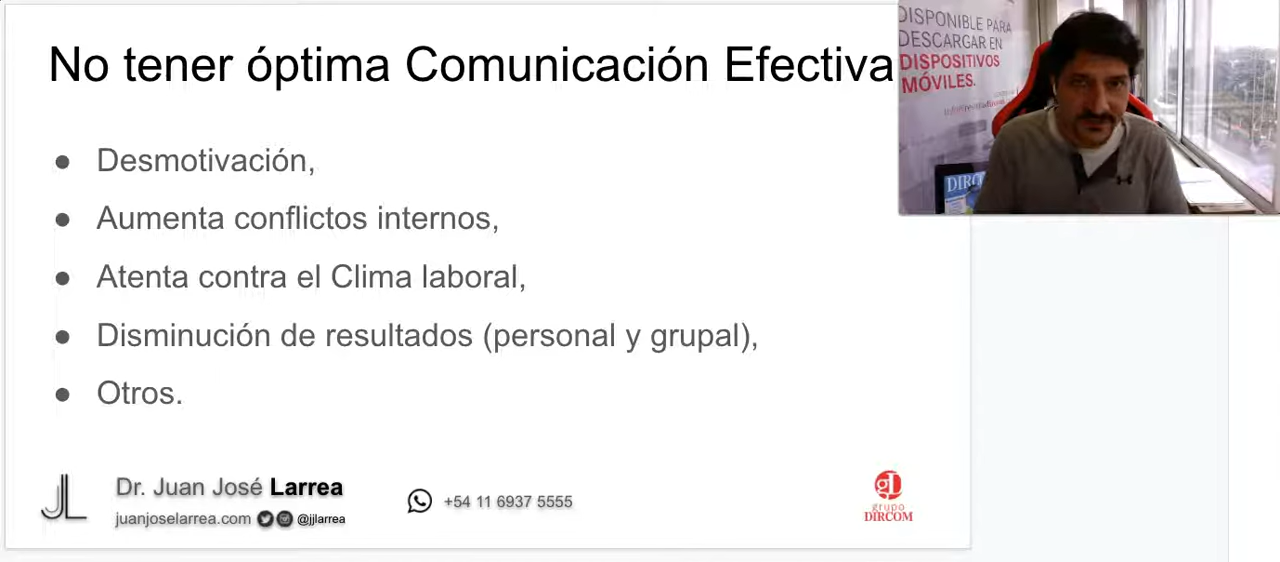 No tener óptima Comunicación Efectiva
DISPONIBLE PARA
DESCARGAR EN
DISPOSITIVOS
MÓVILES.
● Desmotivación,
● Aumenta conflictos internos,
● Atenta contra el Clima laboral,
● Disminución de resultados (personal y grupal),
● Otros.
JL
Dr. Juan José Larrea
juanjoselarrea.com @jjlarrea
+54 11 6937 5555
gD
grupo
DIRCOM